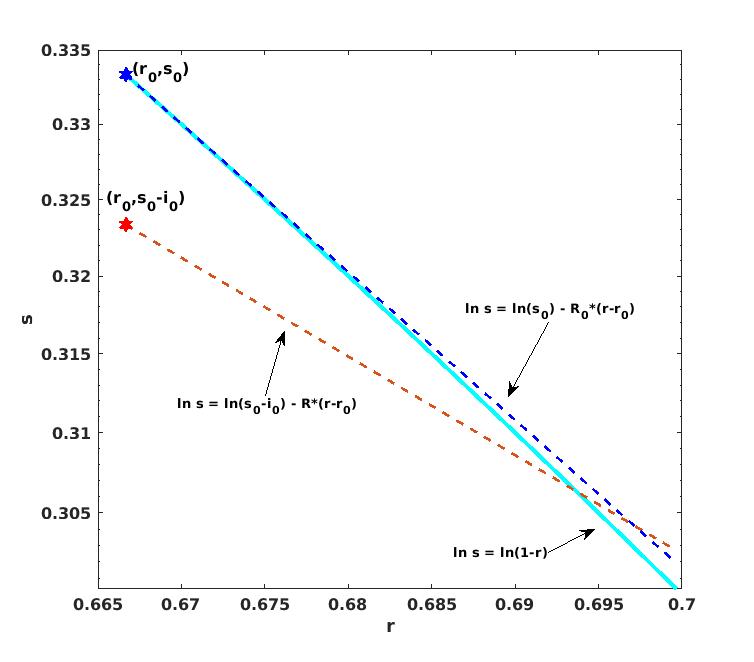 0.335
(r0,s0)
0.33
(r0,s0-i0)
0.325
0.32
ln s = ln(s0) - R0*(r-r0)
s
0.315
ln s = ln(s0-i0) - R*(r-r0)
0.31
0.305
ln s = ln(1-r)
0.665 0.67 0.675 0.68 0.685 0.69 0.695 0.7
r